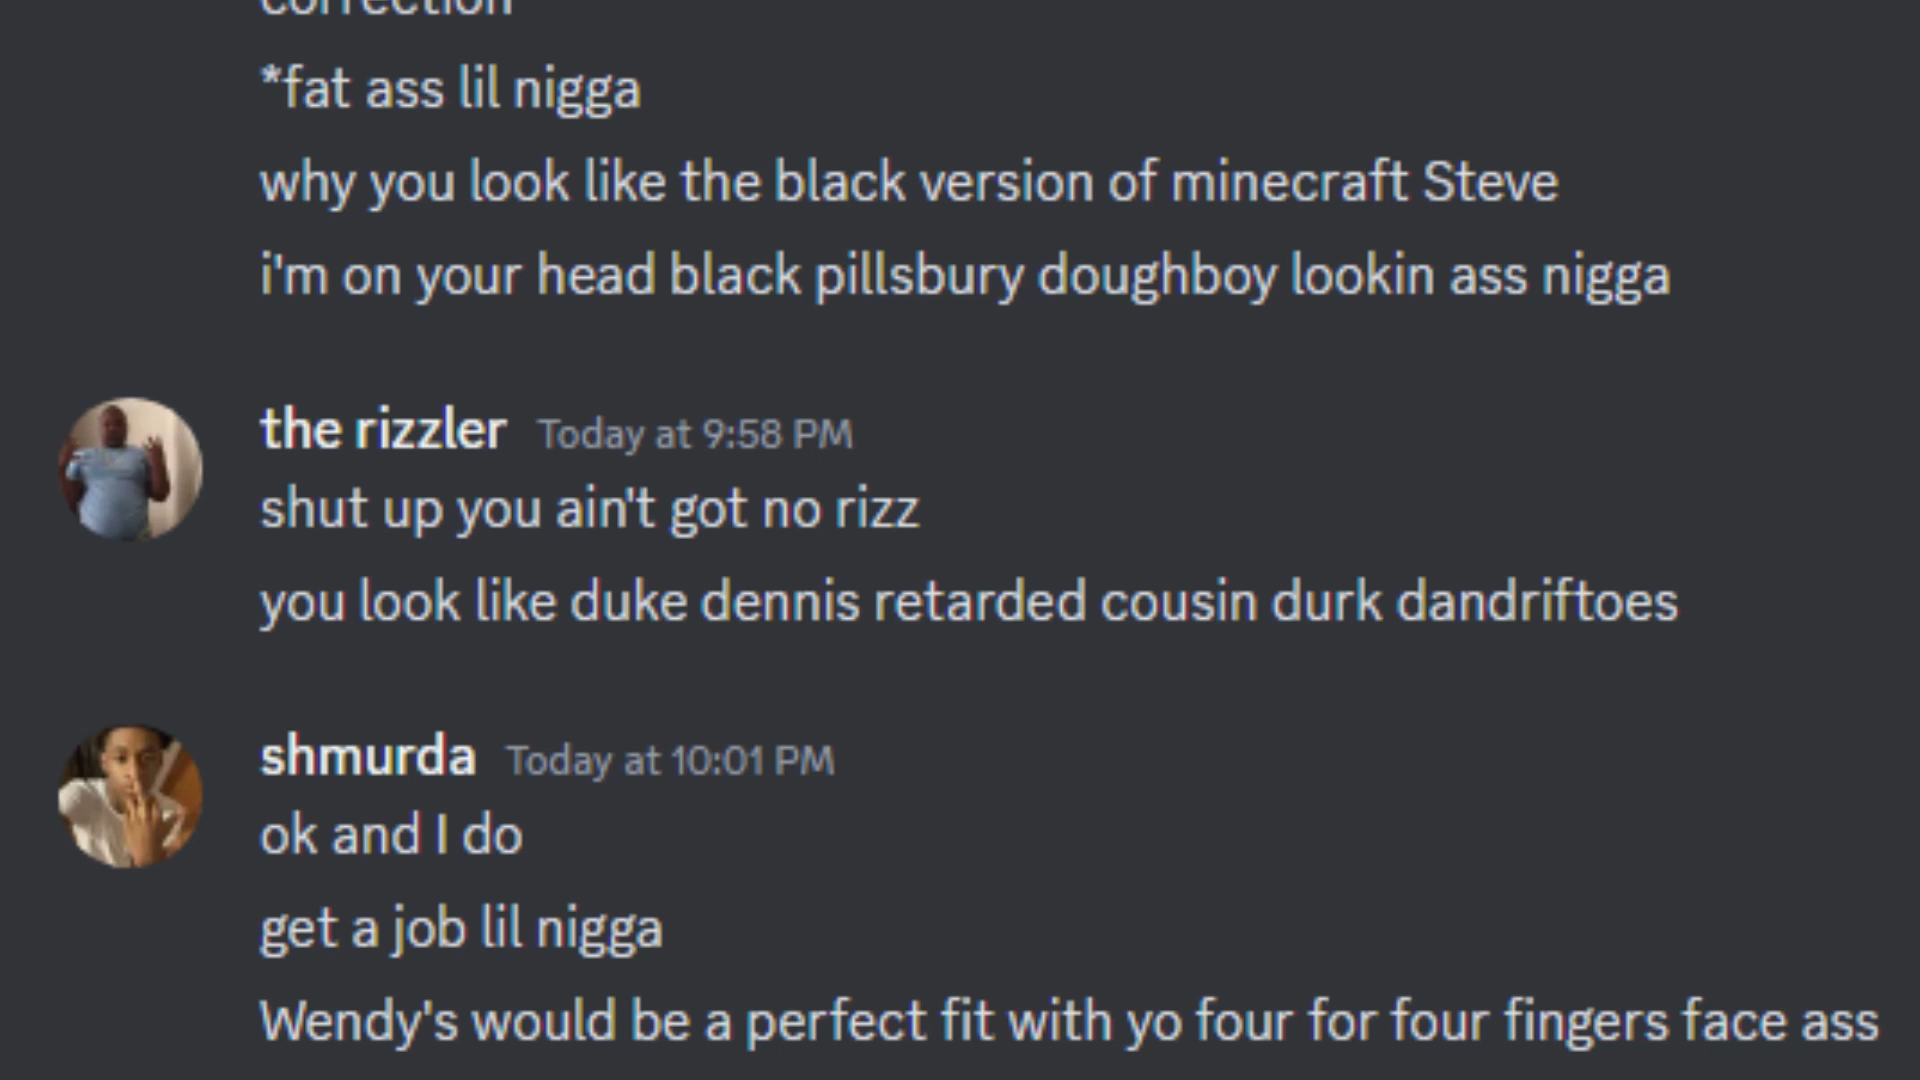 correction
*fat ass lil nigga
why you look like the black version of minecraft Steve
i'm on your head black pillsbury doughboy lookin ass nigga
the rizzler Today at 9:58 PM
shut up you ain't got no rizz
you look like duke dennis retarded cousin durk dandriftoes
shmurda Today at 10:01 PM
ok and I do
get a job lil nigga
Wendy's would be a perfect fit with yo four for four fingers face ass